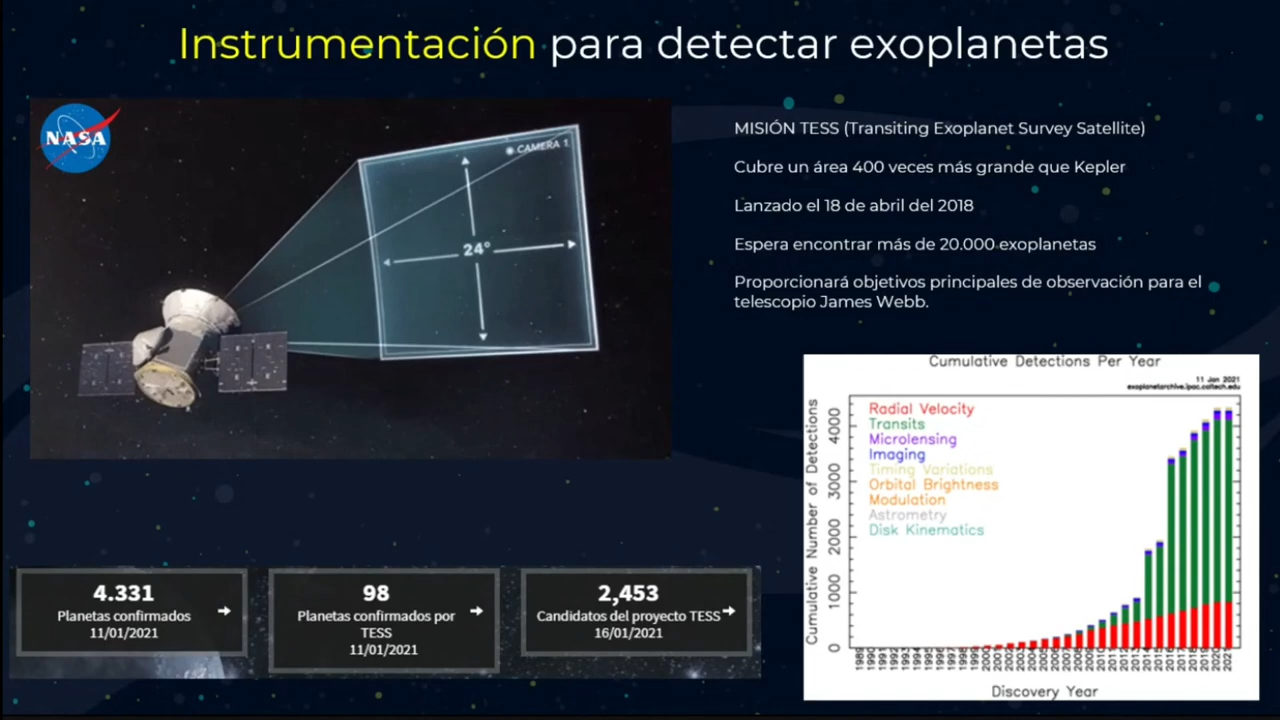 Instrumentación para detectar exoplanetas
NASA
CAMERA 1
24°
MISIÓN TESS (Transiting Exoplanet Survey Satellite)
Cubre un área 400 veces más grande que Kepler
Lanzado el 18 de abril del 2018
Espera encontrar más de 20.000 exoplanetas
Proporcionará objetivos principales de observación para el
telescopio James Webb.
4.331
Planetas confirmados
11/01/2021
98
Planetas confirmados por
TESS
11/01/2021
2,453
Candidatos del proyecto TESS
16/01/2021
Cumulative Detections Per Year
11 Jan 2021
exoplanetarchive.ipac.caltech.edu
Cumulative Number of Detections
4000
3000
2000
1000
0
Radial Velocity
Transits
Microlensing
Imaging
Timing Variations
Orbital Brightness
Modulation
Astrometry
Disk Kinematics
Discovery Year